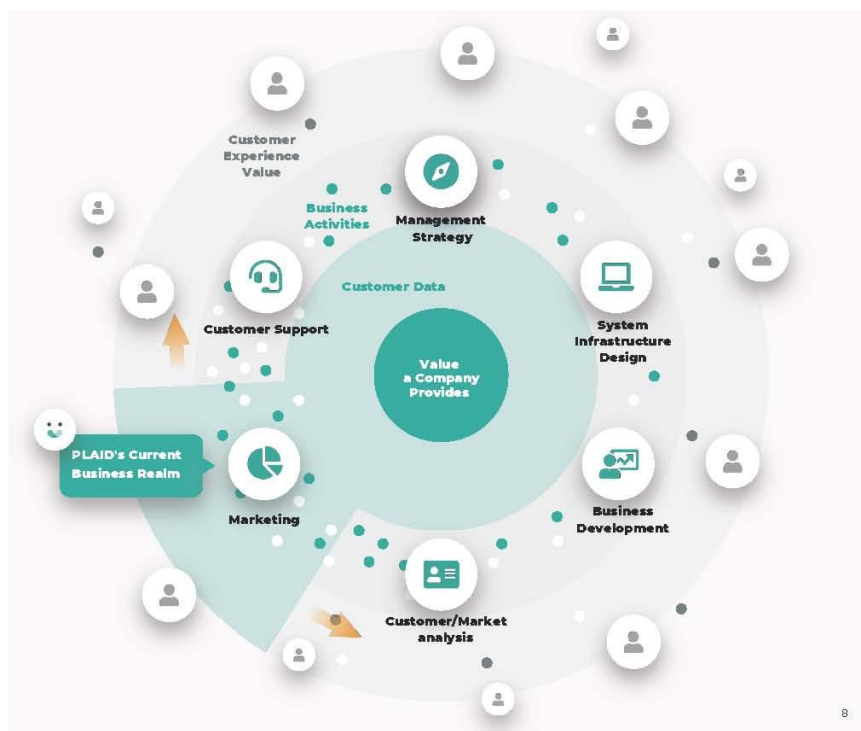 Customer
Experience
Value
Business
Activities
Management
Strategy
Customer Data
Customer Support
System
Infrastructure
Design
Value
a Company
Provides
PLAID's Current
Business Realm
Marketing
Business
Development
Customer/Market
analysis
8